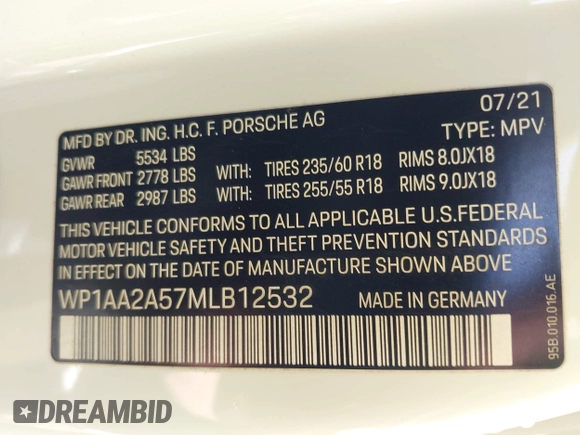 MFD BY DR. ING. H.C. F. PORSCHE AG 07/21
GVWR 5534 LBS TYPE: MPV
GAWR FRONT 2778 LBS WITH: TIRES 235/60 R18 RIMS 8.0JX18
GAWR REAR 2987 LBS WITH: TIRES 255/55 R18 RIMS 9.0JX18
THIS VEHICLE CONFORMS TO ALL APPLICABLE U.S.FEDERAL
MOTOR VEHICLE SAFETY AND THEFT PREVENTION STANDARDS
IN EFFECT ON THE DATE OF MANUFACTURE SHOWN ABOVE
WP1AA2A57MLB12532 MADE IN GERMANY
95B.010.016.AE
DREAMBID